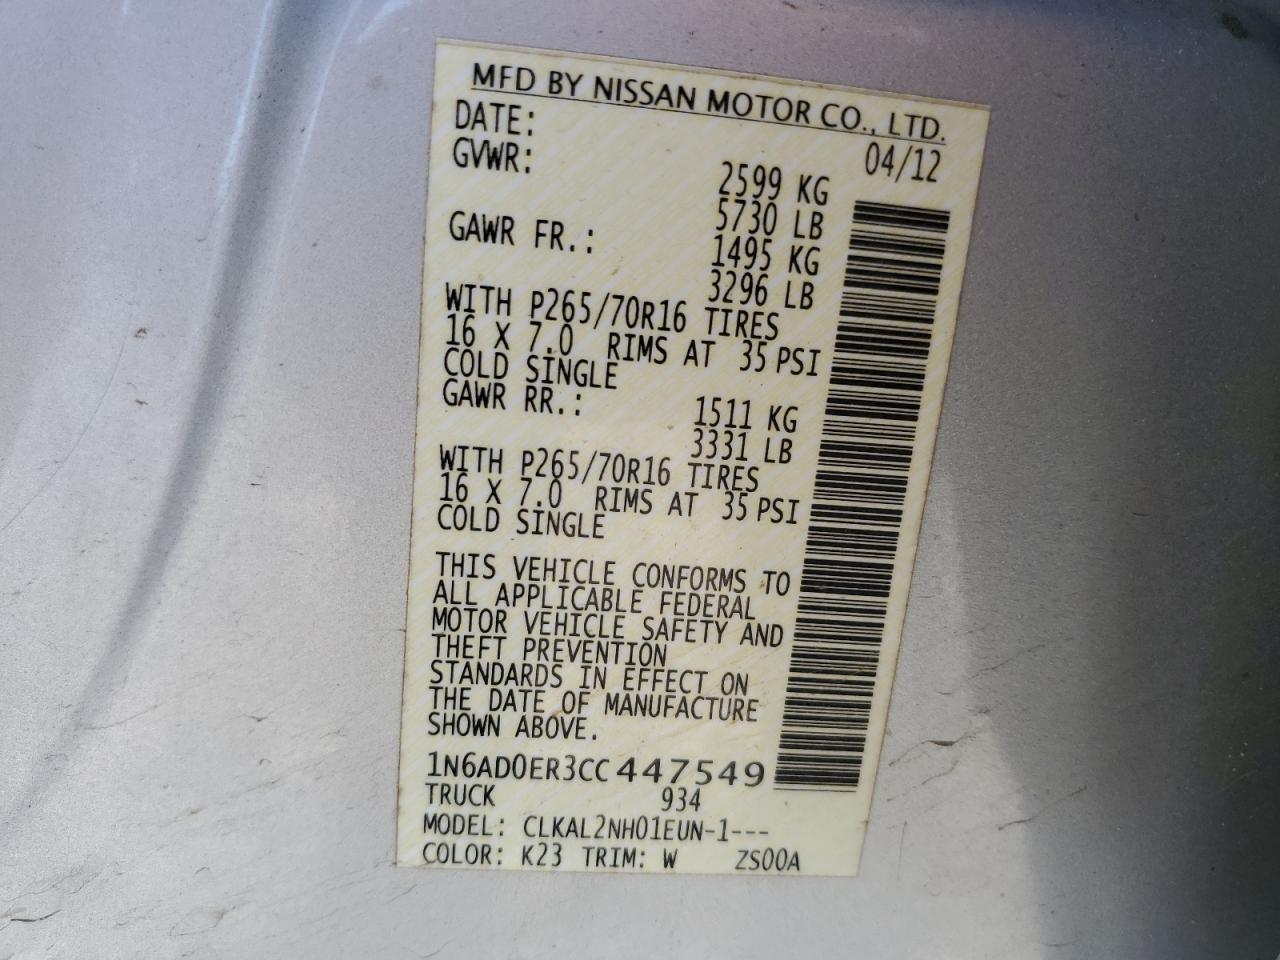 MFD BY NISSAN MOTOR CO., LTD.
DATE: 04/12
GVWR: 2599 KG
5730 LB
GAWR FR.: 1495 KG
3296 LB
WITH P265/70R16 TIRES
16 X 7.0 RIMS AT 35 PSI
COLD SINGLE
GAWR RR.: 1511 KG
3331 LB
WITH P265/70R16 TIRES
16 X 7.0 RIMS AT 35 PSI
COLD SINGLE
THIS VEHICLE CONFORMS TO
ALL APPLICABLE FEDERAL
MOTOR VEHICLE SAFETY AND
THEFT PREVENTION
STANDARDS IN EFFECT ON
THE DATE OF MANUFACTURE
SHOWN ABOVE.
1N6AD0ER3CC447549
TRUCK 934
MODEL: CLKAL2NH01EUN-1---
COLOR: K23 TRIM: W ZS00A